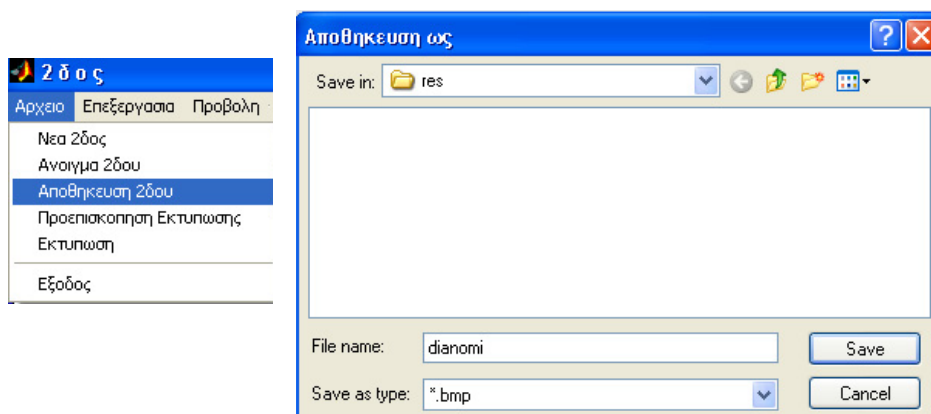 2 δ ο ς
Αρχειο Επεξεργασια Προβολη
Νεα 2δος
Ανοιγμα 2δου
Αποθηκευση 2δου
Προεπισκοπηση Εκτυπωσης
Εκτυπωση
Εξοδος
Αποθηκευση ως
Save in: res
File name: dianomi Save
Save as type: *.bmp Cancel